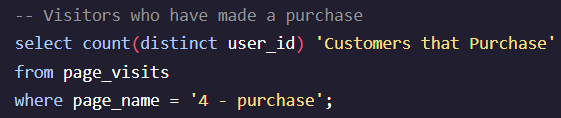 -- Visitors who have made a purchase
select count(distinct user_id) 'Customers that Purchase'
from page_visits
where page_name = '4 - purchase';